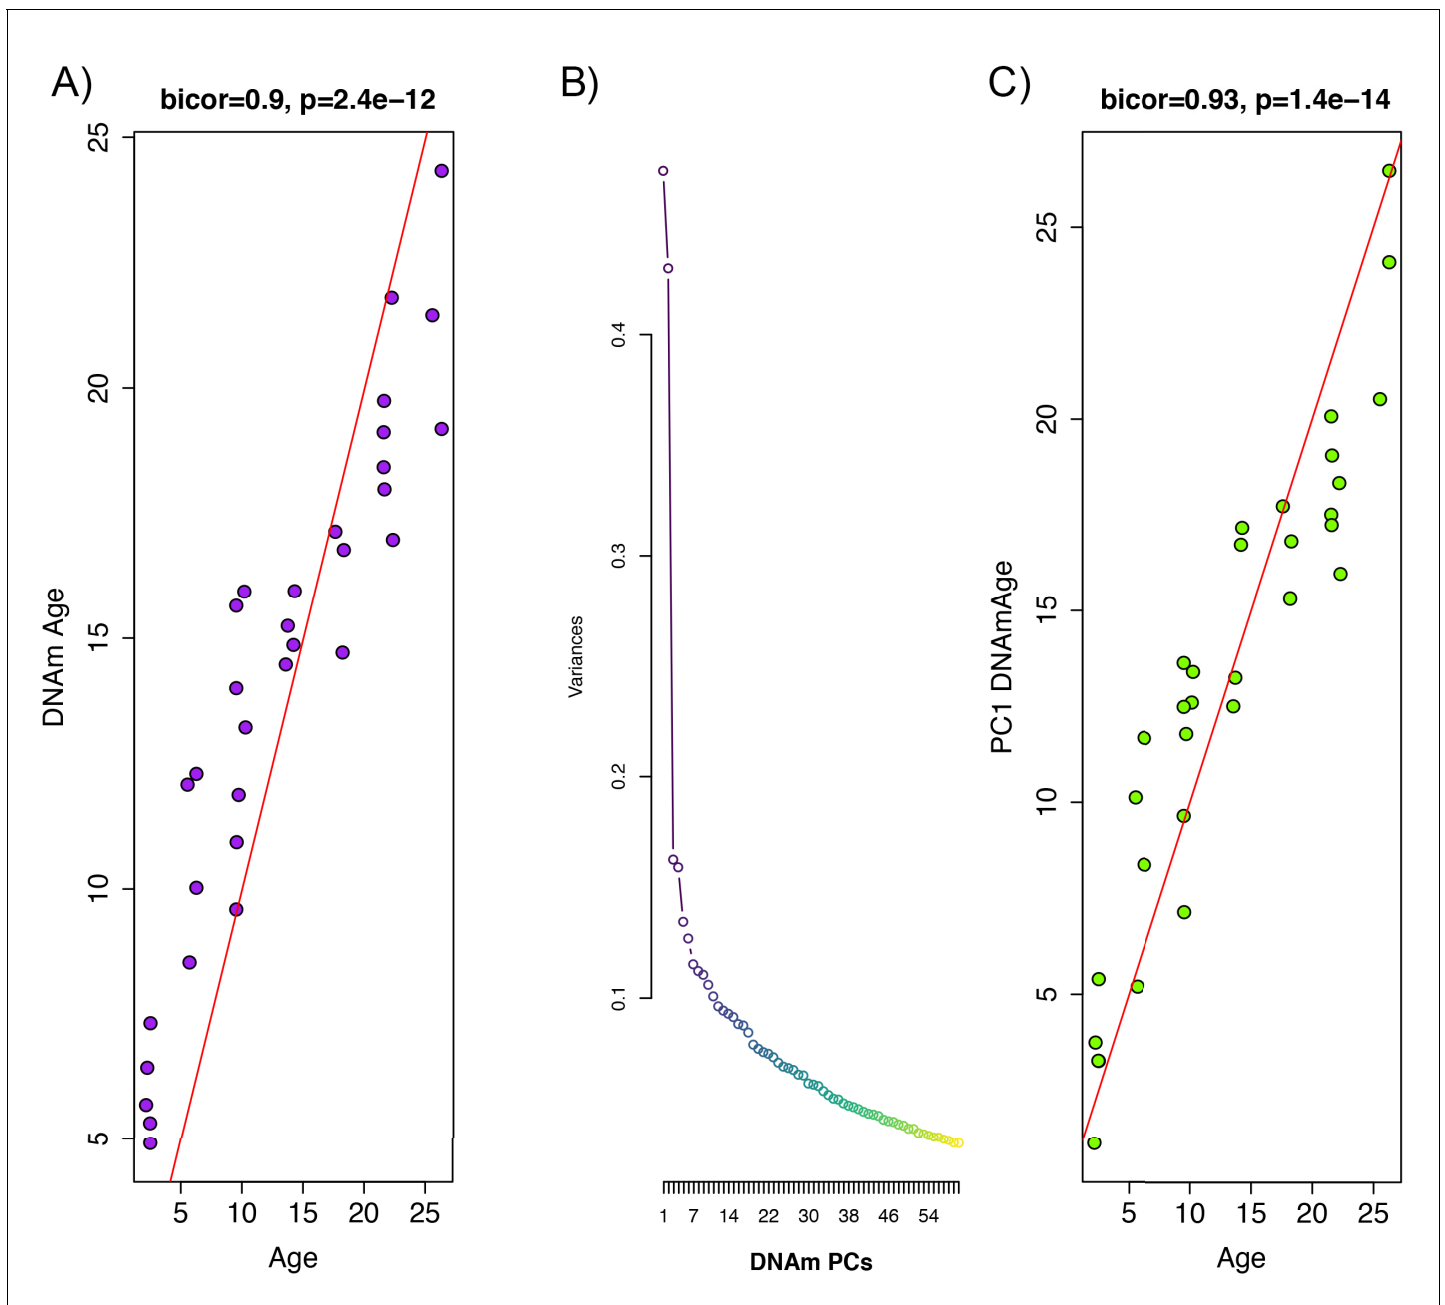 A)
bicor=0.9, p=2.4e−12
25
20
15
10
5
DNAm Age
5 10 15 20 25
Age
B)
0.4
0.3
0.2
0.1
Variances
1 7 14 22 30 38 46 54
DNAm PCs
C)
bicor=0.93, p=1.4e−14
25
20
15
10
5
PC1 DNAmAge
5 10 15 20 25
Age